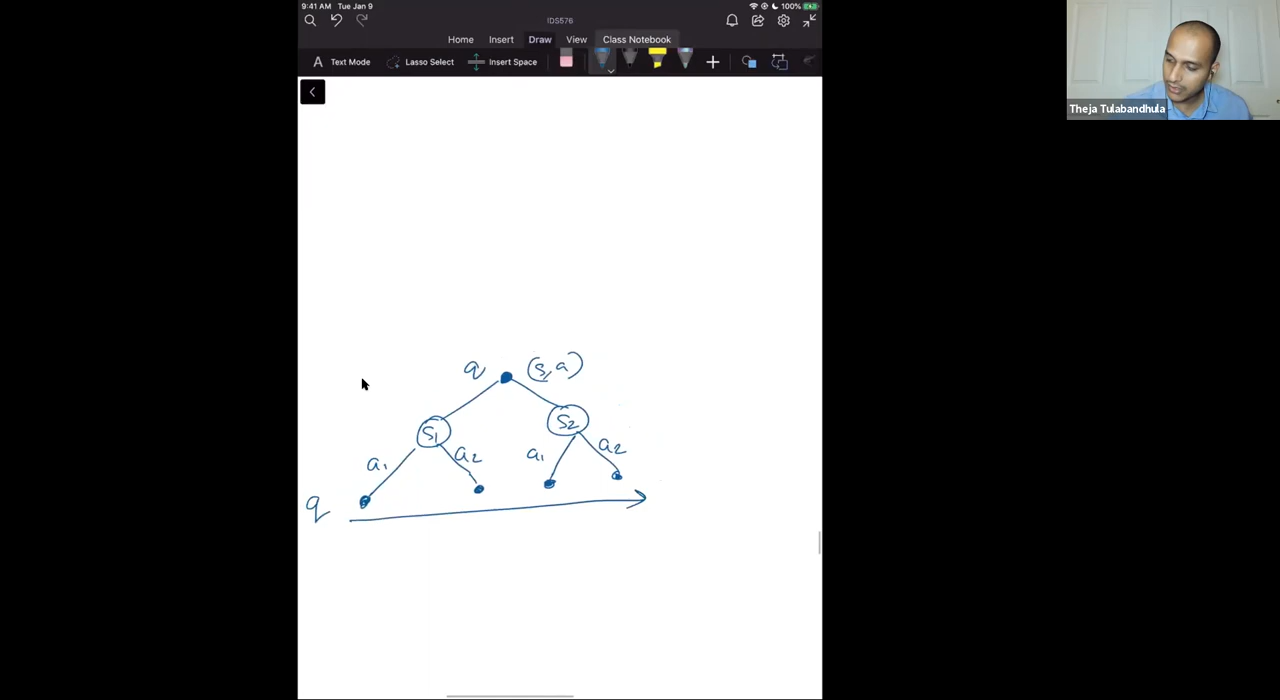 9:41 AM Tue Jan 9
100%
IDS576
Home Insert Draw View Class Notebook
Text Mode Lasso Select Insert Space
Theja Tulabandhula
q (s,a)
S1 S2
a1 a2 a1 a2
q